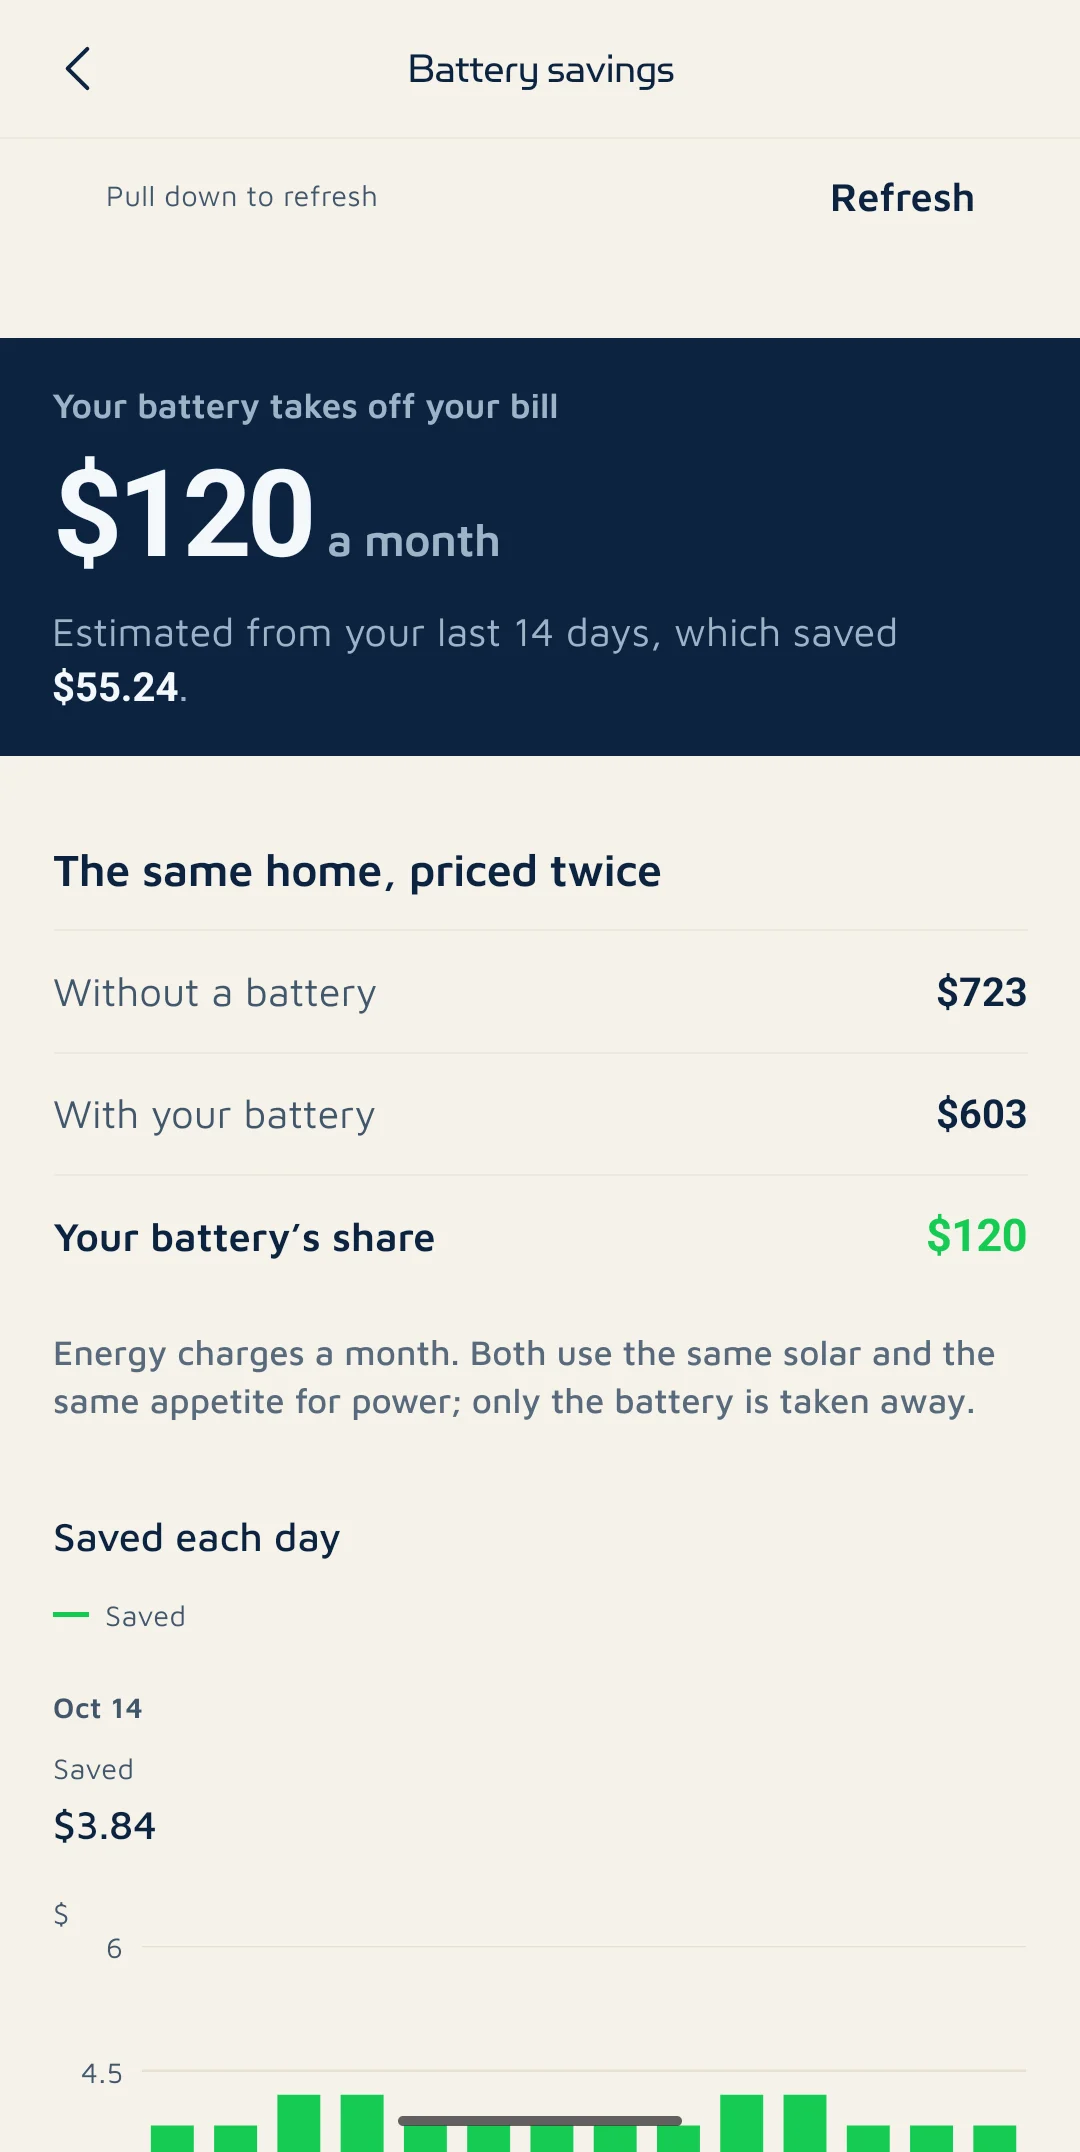 Battery savings
Pull down to refresh
Refresh
Your battery takes off your bill
$120 a month
Estimated from your last 14 days, which saved
$55.24.
The same home, priced twice
Without a battery
$723
With your battery
$603
Your battery’s share
$120
Energy charges a month. Both use the same solar and the
same appetite for power; only the battery is taken away.
Saved each day
Saved
Oct 14
Saved
$3.84
$
6
4.5